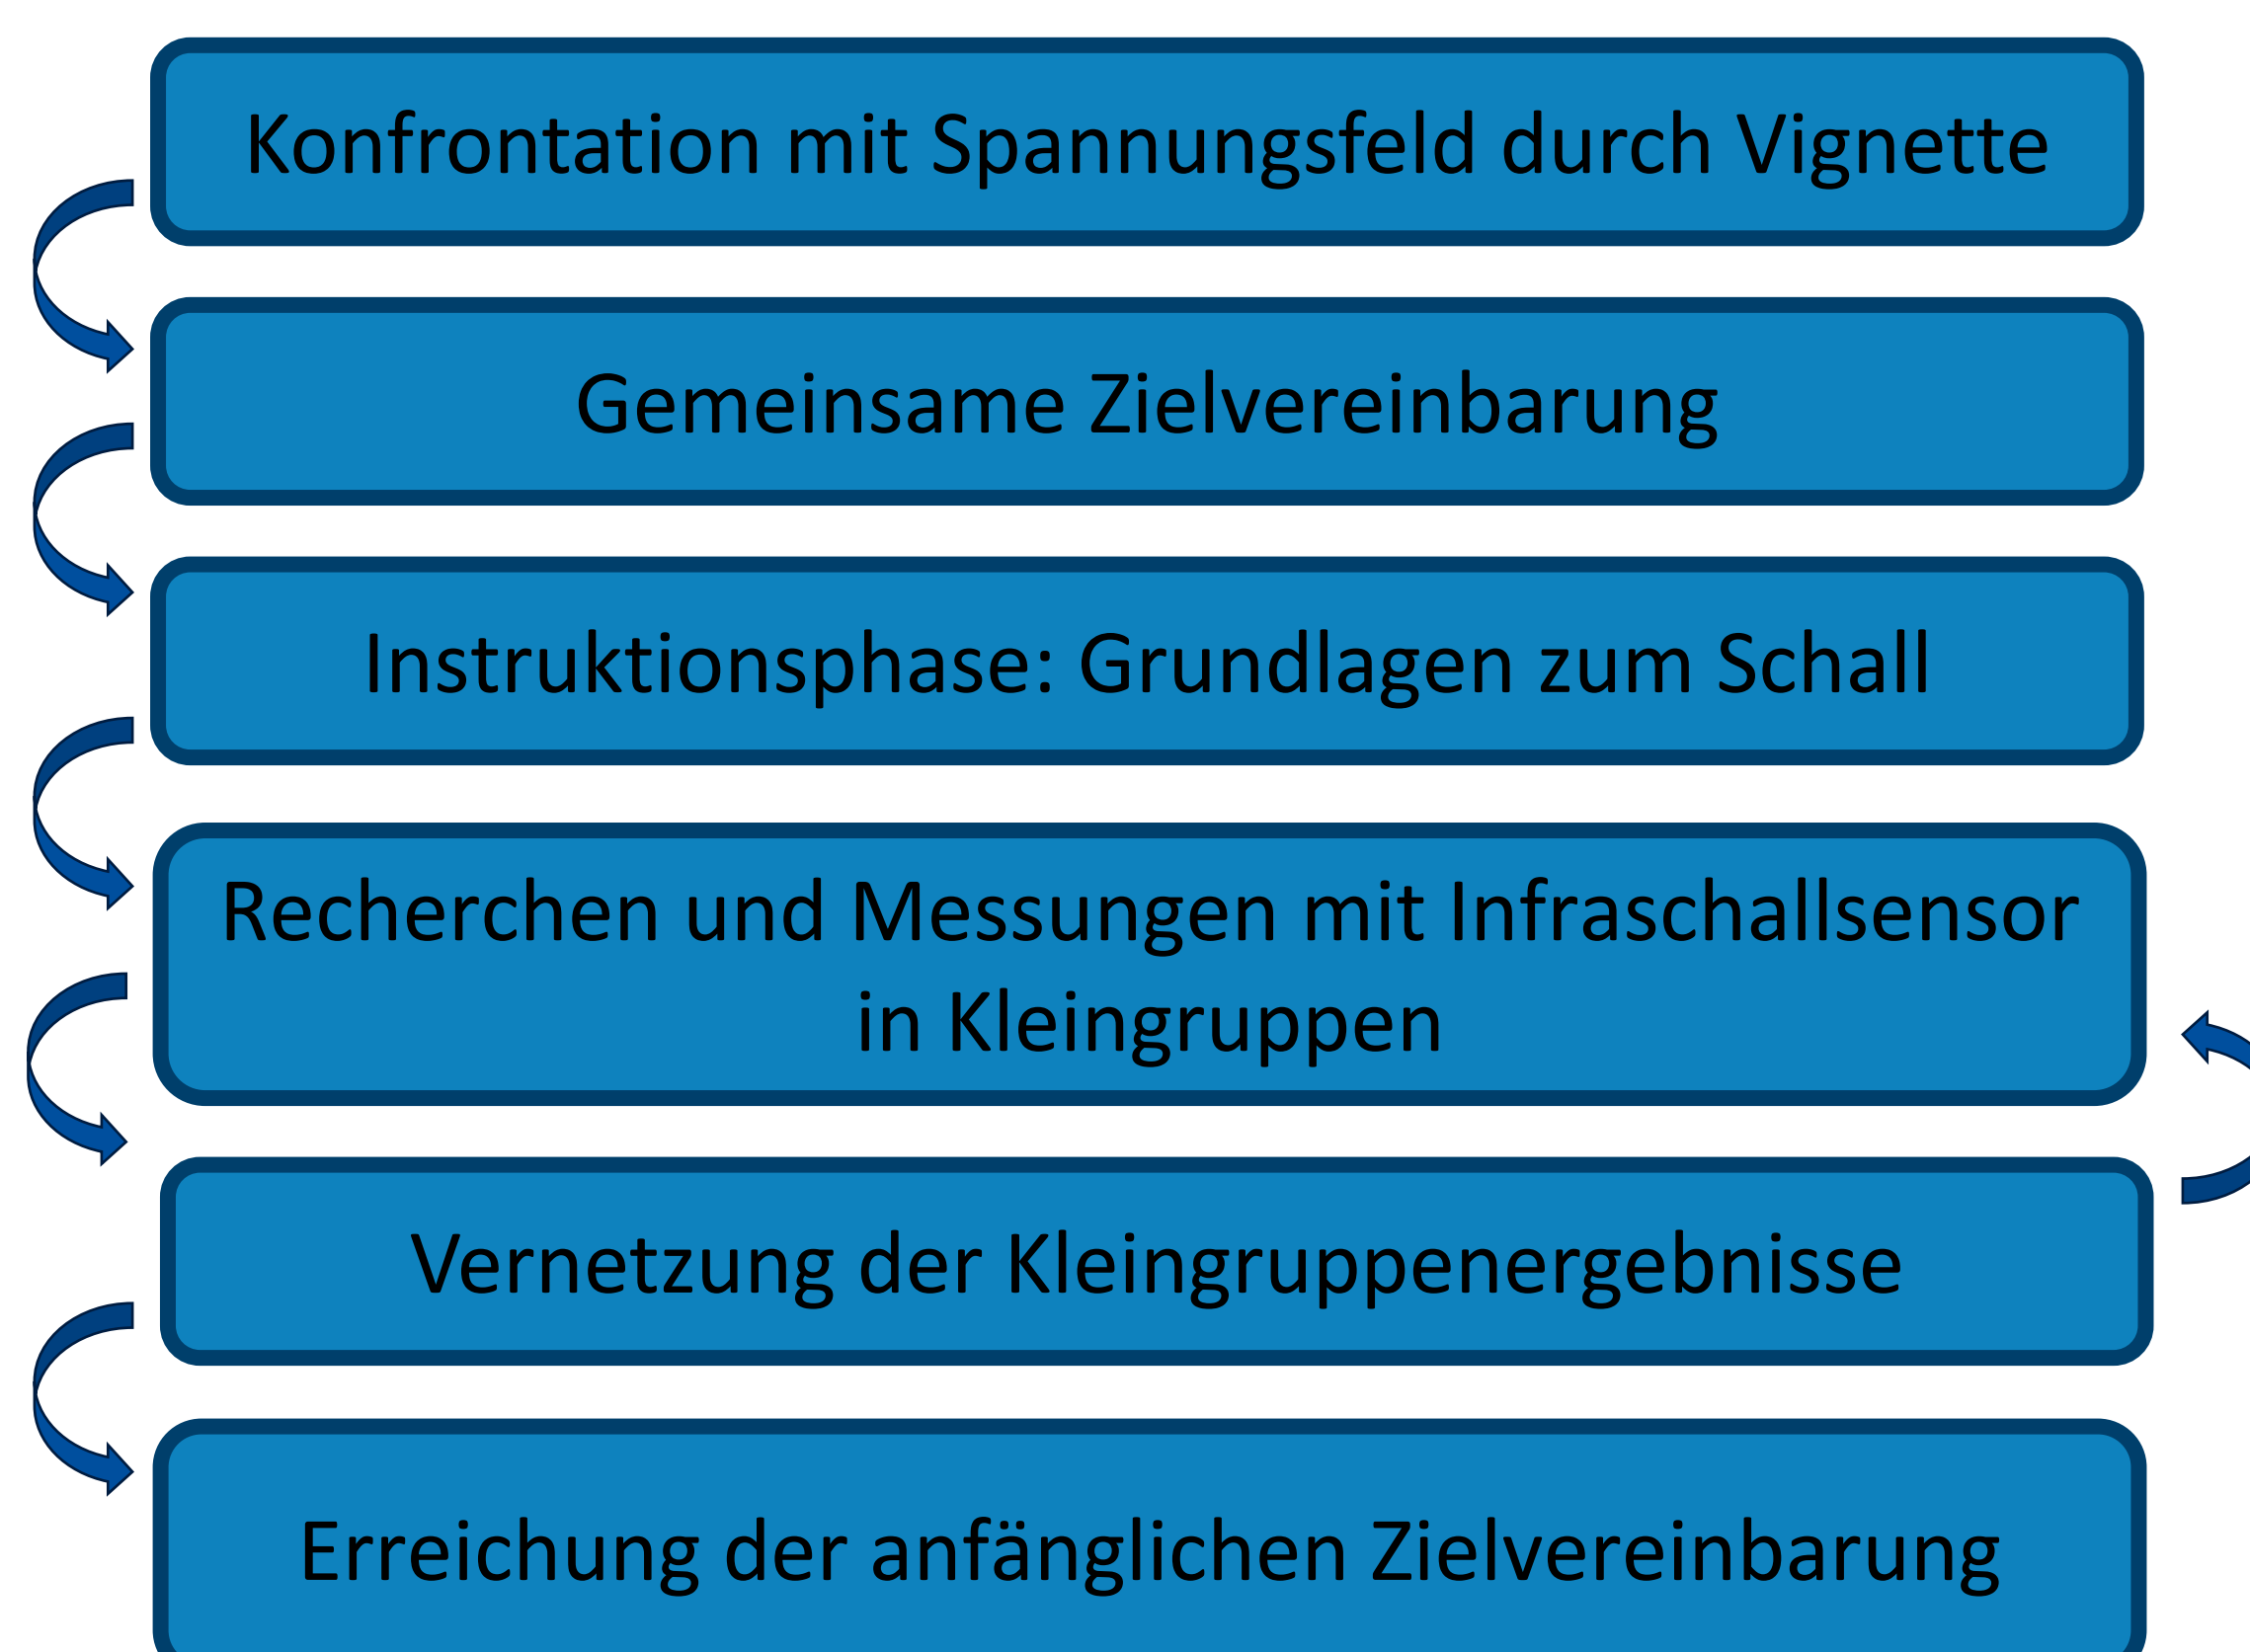 Konfrontation mit Spannungsfeld durch Vignette
Gemeinsame Zielvereinbarung
Instruktionsphase: Grundlagen zum Schall
Recherchen und Messungen mit Infraschallsensor
in Kleingruppen
Vernetzung der Kleingruppenergebnisse
Erreichung der anfänglichen Zielvereinbarung